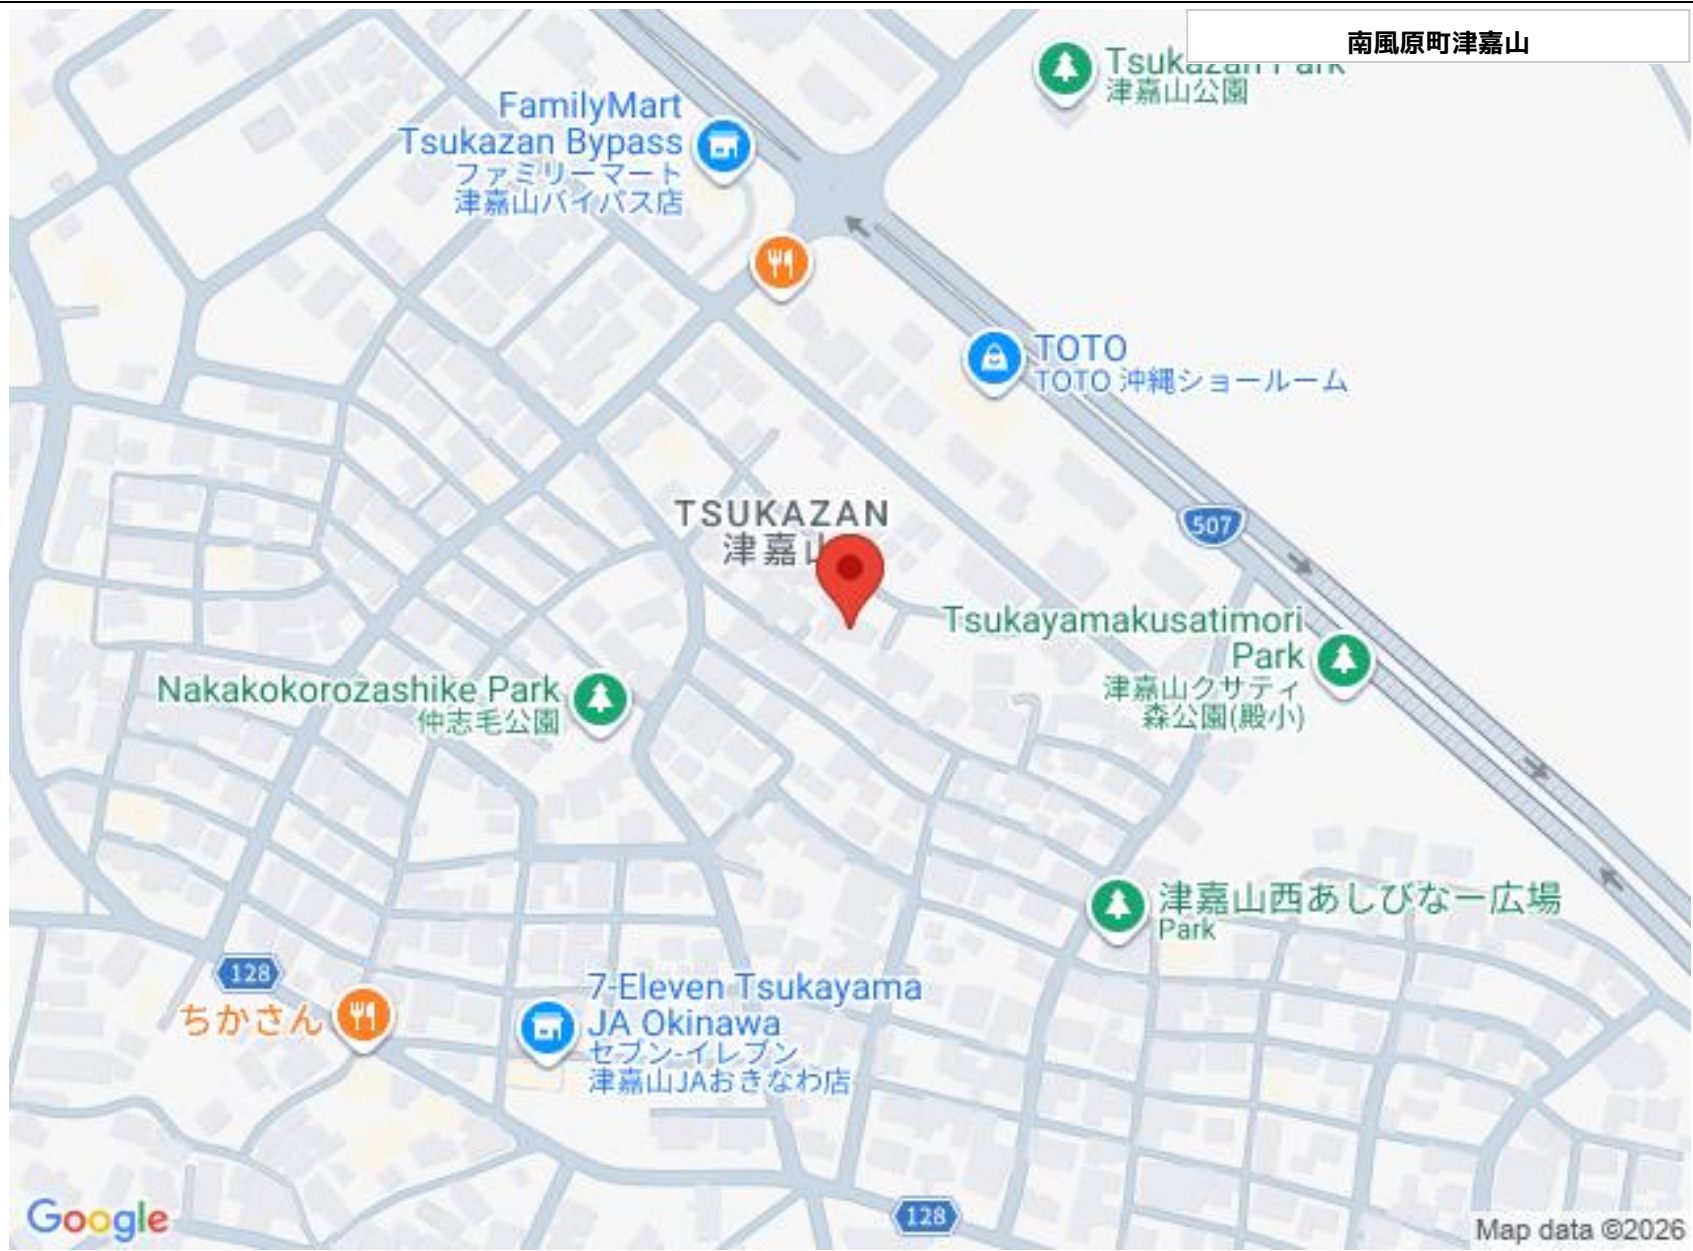 南風原町津嘉山
Tsukazan Park
津嘉山公園
FamilyMart
Tsukazan Bypass
ファミリーマート
津嘉山バイパス店
TOTO
TOTO 沖縄ショールーム
TSUKAZAN
津嘉山
507
Tsukayamakusatimori
Park
津嘉山クサティ
森公園(殿小)
Nakakokorozashike Park
仲志毛公園
津嘉山西あしびなー広場
Park
128
ちかさん
7-Eleven Tsukayama
JA Okinawa
セブン-イレブン
津嘉山JAおきなわ店
128
Google
Map data ©2026